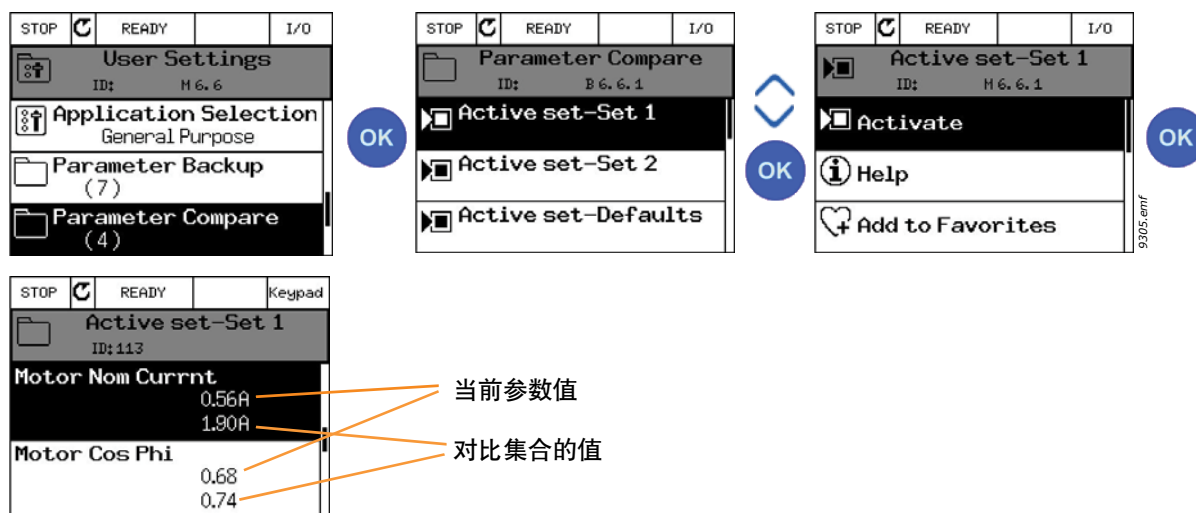 STOP READY I/O
User Settings
ID: M6.6
Application Selection
General Purpose
Parameter Backup
(7)
Parameter Compare
(4)
OK
STOP READY I/O
Parameter Compare
ID: B6.6.1
Active set-Set 1
Active set-Set 2
Active set-Defaults
OK
STOP READY I/O
Active set-Set 1
ID: M6.6.1
Activate
Help
Add to Favorites
OK
9305.emf
STOP READY Keypad
Active set-Set 1
ID:113
Motor Nom Currnt
0.56A
1.90A
Motor Cos Phi
0.68
0.74
当前参数值
对比集合的值